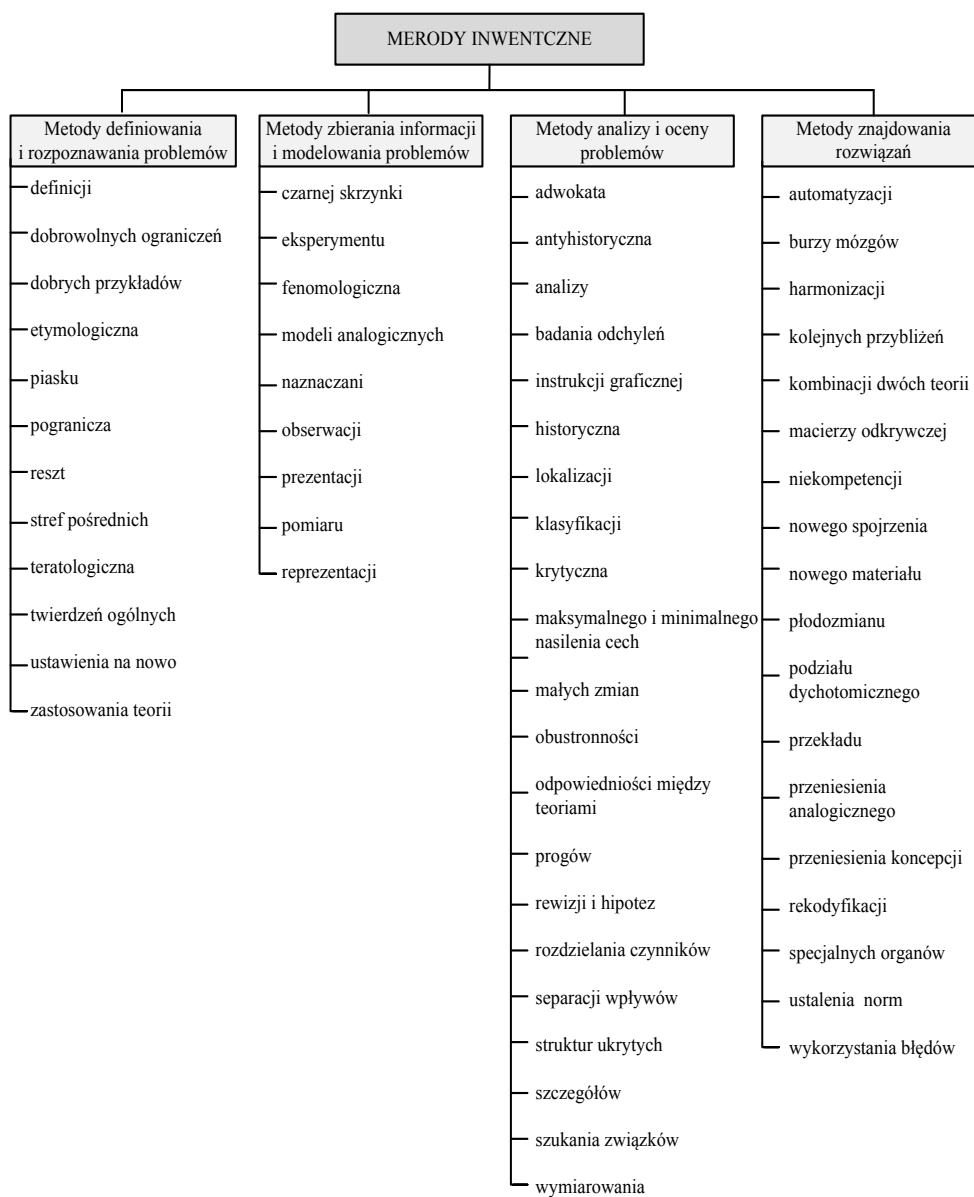 MERODY INWENTCZNE
Metody definiowania
i rozpoznawania problemów
definicji
dobrowolnych ograniczeń
dobrych przykładów
etymologiczna
piasku
pogranicza
reszt
stref pośrednich
teratologiczna
twierdzeń ogólnych
ustawienia na nowo
zastosowania teorii
Metody zbierania informacji
i modelowania problemów
czarnej skrzynki
eksperymentu
fenomologiczna
modeli analogicznych
naznaczani
obserwacji
prezentacji
pomiaru
reprezentacji
Metody analizy i oceny
problemów
adwokata
antyhistoryczna
analizy
badania odchyleń
instrukcji graficznej
historyczna
lokalizacji
klasyfikacji
krytyczna
maksymalnego i minimalnego
nasilenia cech
małych zmian
obustronności
odpowiedniości między
teoriami
progów
rewizji i hipotez
rozdzielania czynników
separacji wpływów
struktur ukrytych
szczegółów
szukania związków
wymiarowania
Metody znajdowania
rozwiązań
automatyzacji
burzy mózgów
harmonizacji
kolejnych przybliżeń
kombinacji dwóch teorii
macierzy odkrywczej
niekompetencji
nowego spojrzenia
nowego materiału
płodozmianu
podziału
dychotomicznego
przekładu
przeniesienia
analogicznego
przeniesienia koncepcji
rekodyfikacji
specjalnych organów
ustalenia norm
wykorzystania błędów